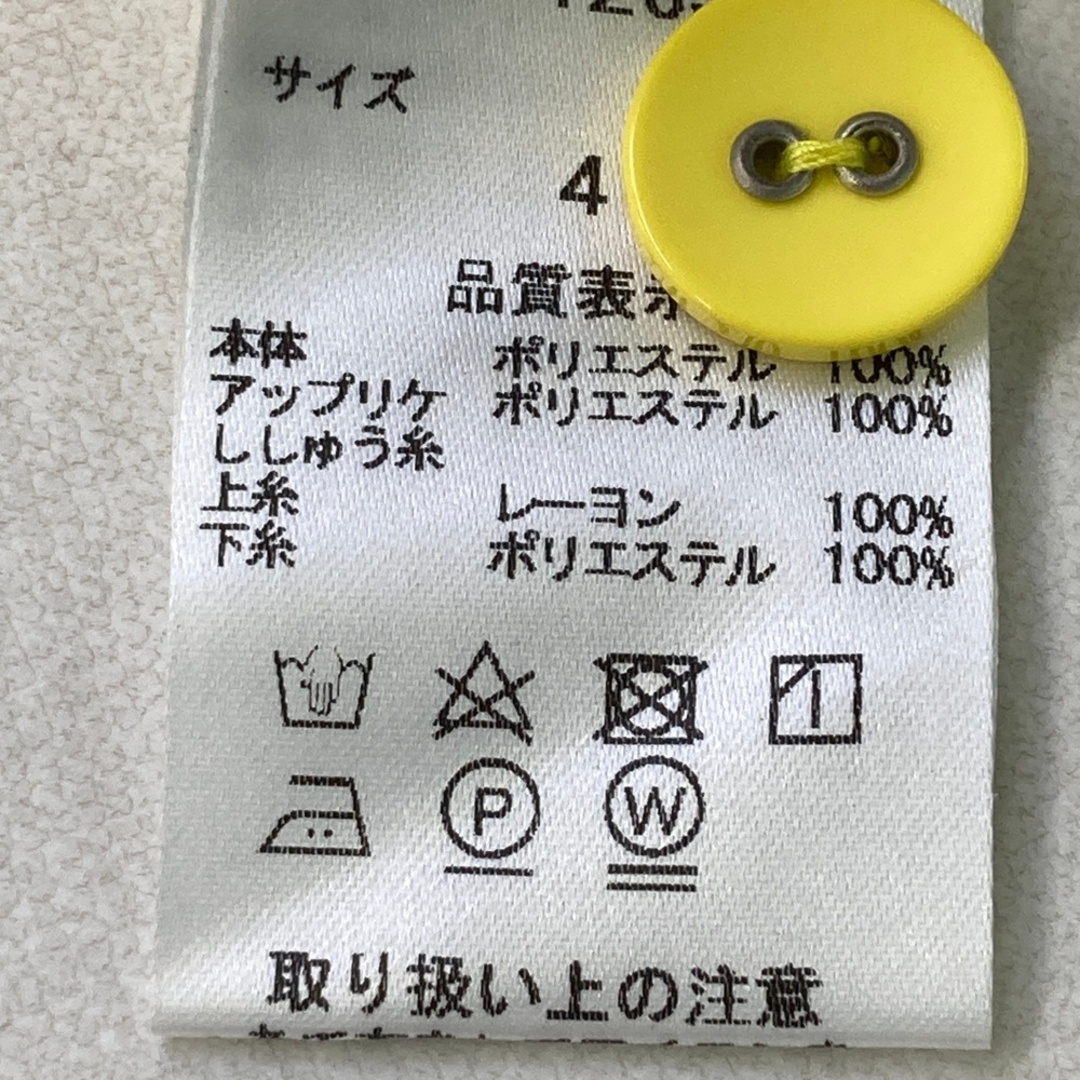 サイズ
4
品質表示
本体 ポリエステル 100%
アップリケ ポリエステル 100%
ししゅう糸
上糸 レーヨン 100%
下糸 ポリエステル 100%
P W
取り扱い上の注意